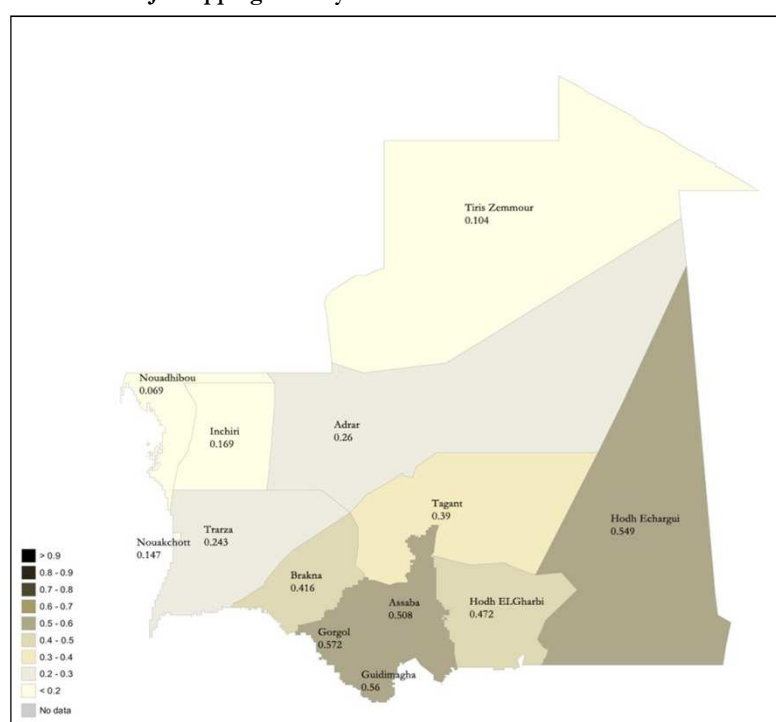 Tiris Zemmour
0.104
Nouadhibou
0.069
Inchiri
0.169
Adrar
0.26
Tagant
0.39
Hodh Echargui
0.549
Nouakchott
0.147
Trarza
0.243
Brakna
0.416
Assaba
0.508
Hodh ELGharbi
0.472
Gorgol
0.572
Guidimagha
0.56
> 0.9
0.8 - 0.9
0.7 - 0.8
0.6 - 0.7
0.5 - 0.6
0.4 - 0.5
0.3 - 0.4
0.2 - 0.3
< 0.2
No data